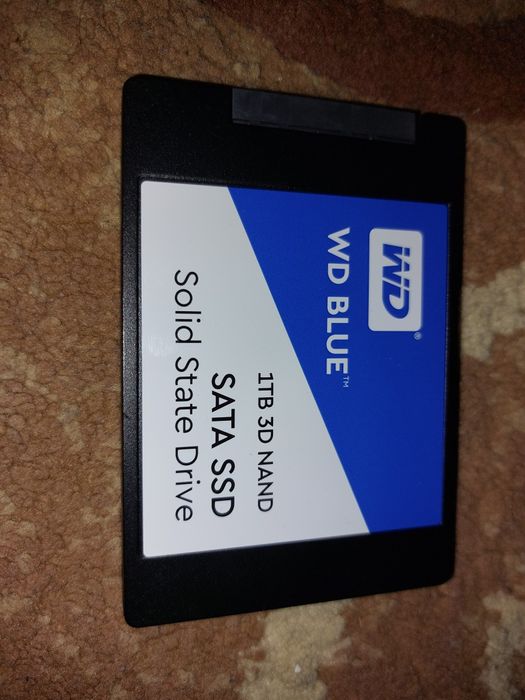 WD®
WD BLUE™
1TB 3D NAND
SATA SSD
Solid State Drive